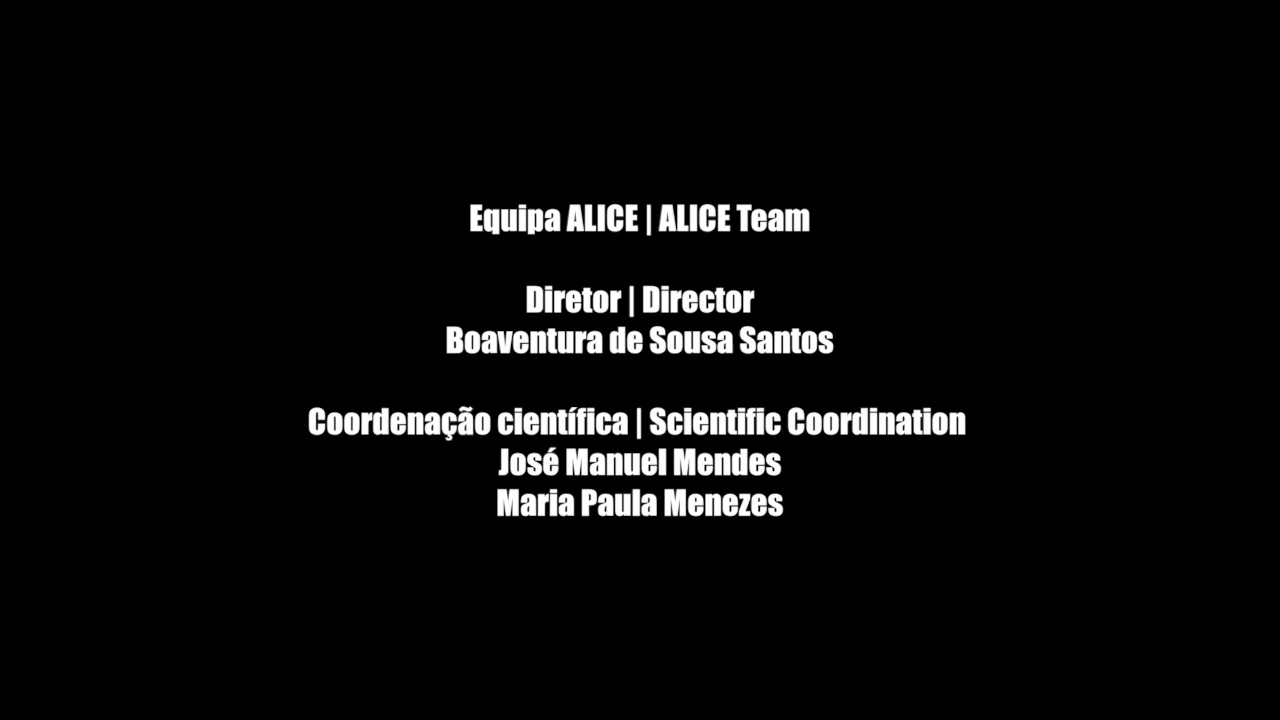 Equipa ALICE | ALICE Team
Diretor | Director
Boaventura de Sousa Santos
Coordenação científica | Scientific Coordination
José Manuel Mendes
Maria Paula Menezes